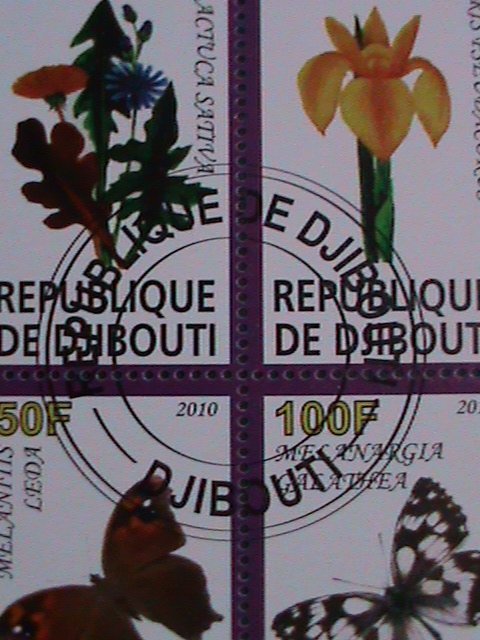 LACTUCA SATIVA
REPUBLIQUE
DE DJIBOUTI
REPUBLIQUE
DE DJIBOUTI
REPUBLIQUE DE DJIBOUTI
DJIBOUTI
50F
2010
MELANITIS
LEDA
100F
MELANARGIA
GALATHEA